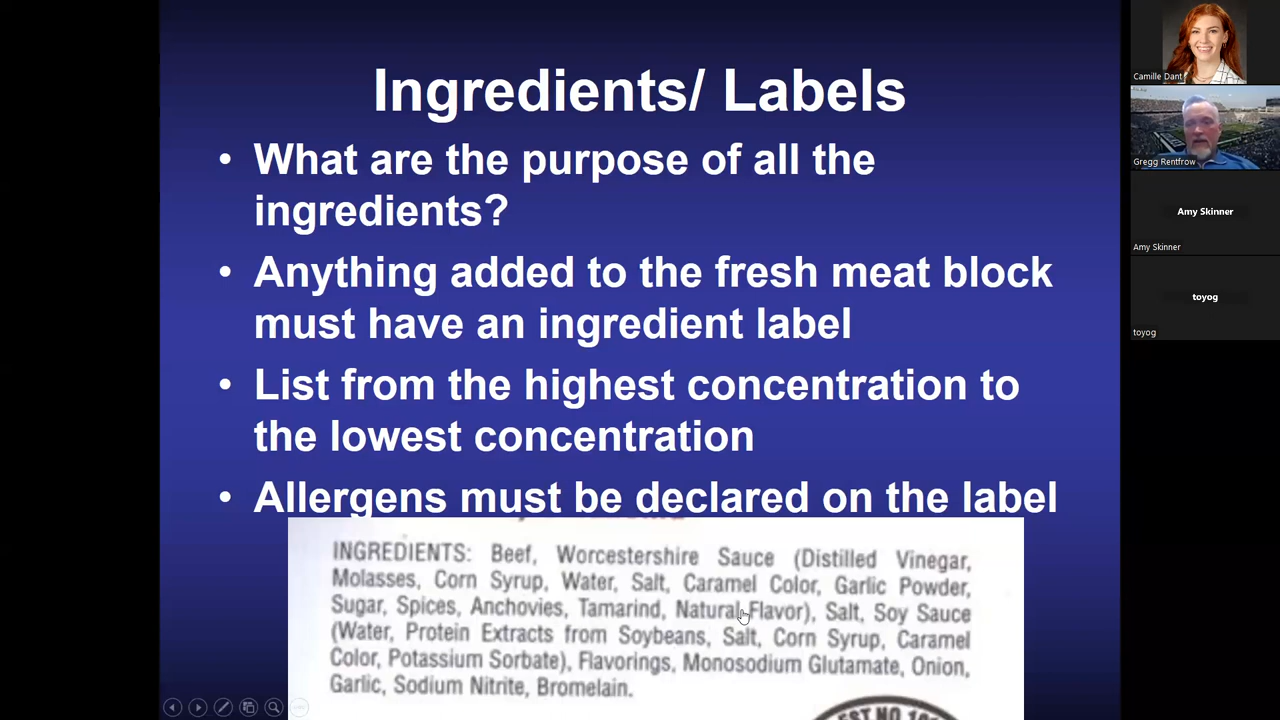 Ingredients/ Labels
• What are the purpose of all the
ingredients?
• Anything added to the fresh meat block
must have an ingredient label
• List from the highest concentration to
the lowest concentration
• Allergens must be declared on the label
INGREDIENTS: Beef, Worcestershire Sauce (Distilled Vinegar,
Molasses, Corn Syrup, Water, Salt, Caramel Color, Garlic Powder,
Sugar, Spices, Anchovies, Tamarind, Natural Flavor), Salt, Soy Sauce
(Water, Protein Extracts from Soybeans, Salt, Corn Syrup, Caramel
Color, Potassium Sorbate), Flavorings, Monosodium Glutamate, Onion,
Garlic, Sodium Nitrite, Bromelain.
EST NO.
Camille Dant
Gregg Rentfrow
Amy Skinner
Amy Skinner
toyog
toyog